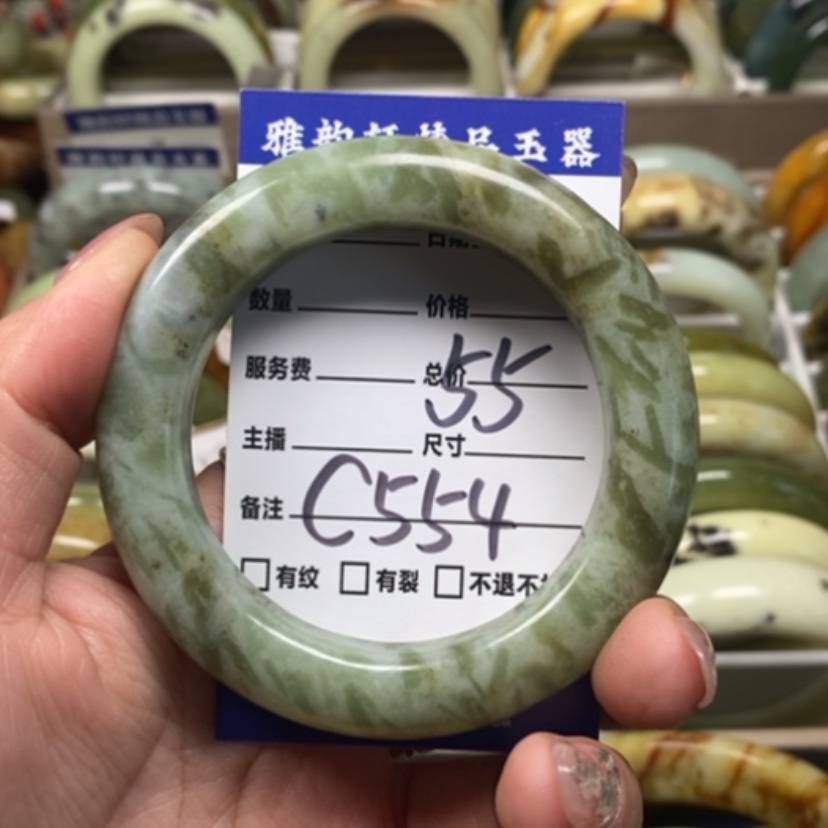 雅韵轩精品玉器
日期
数量 价格
服务费 总价 55
主播 尺寸
备注 C554
□有纹 □有裂 □不退不